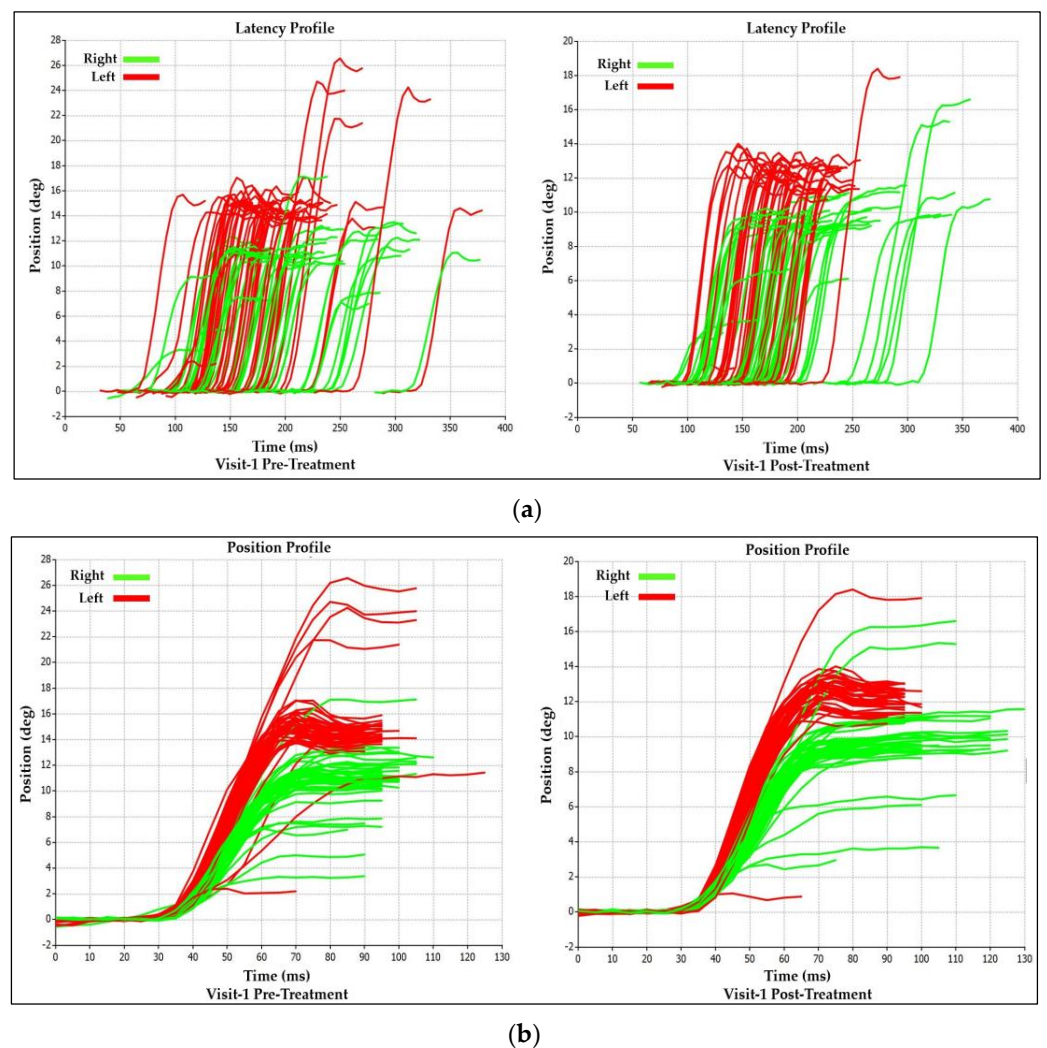 Latency Profile
Right
Left
Position (deg)
28
26
24
22
20
18
16
14
12
10
8
6
4
2
0
-2
0 50 100 150 200 250 300 350 400
Time (ms)
Visit-1 Pre-Treatment
Latency Profile
Right
Left
Position (deg)
20
18
16
14
12
10
8
6
4
2
0
-2
0 50 100 150 200 250 300 350 400
Time (ms)
Visit-1 Post-Treatment
(a)
Position Profile
Right
Left
Position (deg)
28
26
24
22
20
18
16
14
12
10
8
6
4
2
0
-2
0 10 20 30 40 50 60 70 80 90 100 110 120 130
Time (ms)
Visit-1 Pre-Treatment
Position Profile
Right
Left
Position (deg)
20
18
16
14
12
10
8
6
4
2
0
-2
0 10 20 30 40 50 60 70 80 90 100 110 120 130
Time (ms)
Visit-1 Post-Treatment
(b)